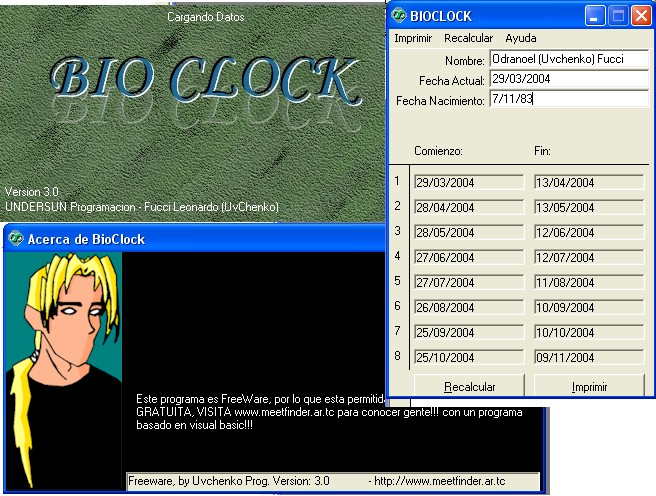 Cargando Datos
BIO CLOCK
Version 3.0
UNDERSUN Programacion - Fucci Leonardo (UvChenko)
BIOCLOCK
Imprimir Recalcular Ayuda
Nombre: Odranoel (Uvchenko) Fucci
Fecha Actual: 29/03/2004
Fecha Nacimiento: 7/11/83
Comienzo: Fin:
1 29/03/2004 13/04/2004
2 28/04/2004 13/05/2004
3 28/05/2004 12/06/2004
4 27/06/2004 12/07/2004
5 27/07/2004 11/08/2004
6 26/08/2004 10/09/2004
7 25/09/2004 10/10/2004
8 25/10/2004 09/11/2004
Recalcular Imprimir
Acerca de BioClock
Este programa es FreeWare, por lo que esta
GRATUITA, VISITA www.meetfinder.ar.tc para conocer gente!!! con un programa
basado en visual basic!!!
Freeware, by Uvchenko Prog. Version: 3.0 - http://www.meetfinder.ar.tc